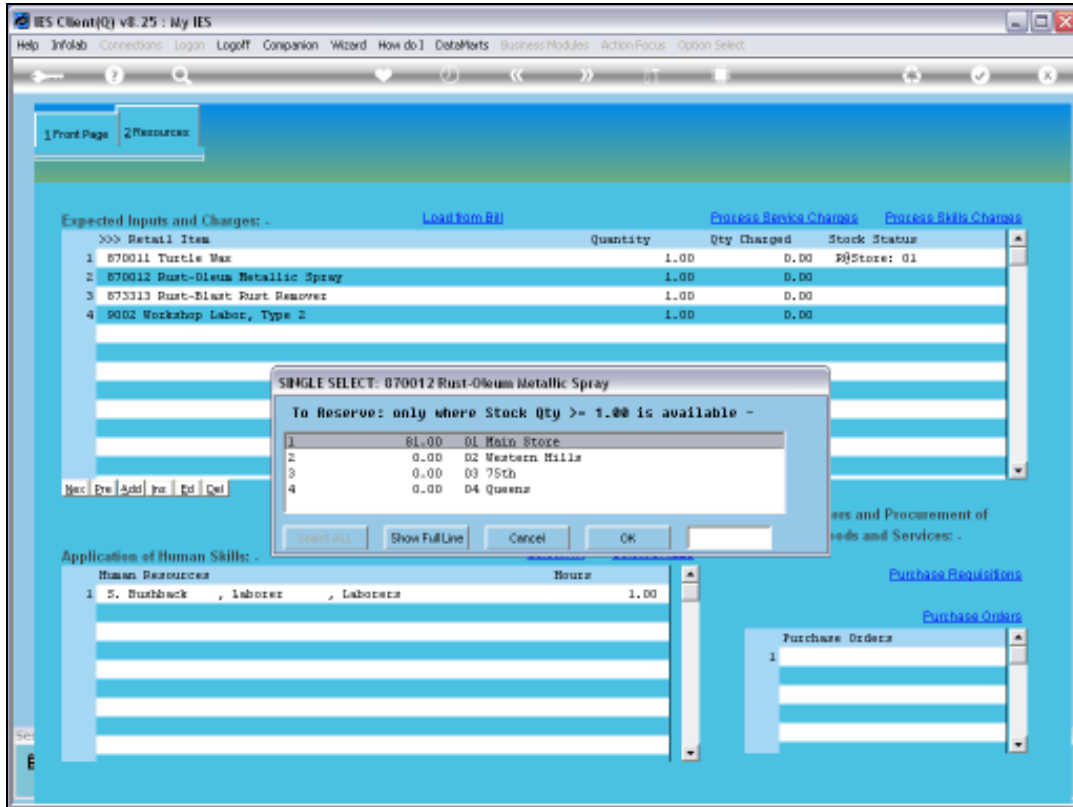 IES Client(Q) v8.25 : My IES
Help Infolab Connections Logon Logoff Companion Wizard How do I DataMarts Business Modules Action Focus Option Select
1 Front Page 2 Resources
Expected Inputs and Charges: - Load from Bill Process Service Charges Process Skills Charges
>>> Retail Item Quantity Qty Charged Stock Status
1 870011 Turtle Wax 1.00 0.00 R@Store: 01
2 870012 Rust-Oleum Metallic Spray 1.00 0.00
3 873313 Rust-Blast Rust Remover 1.00 0.00
4 9002 Workshop Labor, Type 2 1.00 0.00
SINGLE SELECT: 870012 Rust-Oleum Metallic Spray
To Reserve: only where Stock Qty >= 1.00 is available -
1 81.00 01 Main Store
2 0.00 02 Western Mills
3 0.00 03 75th
4 0.00 04 Queens
Select ALL Show Full Line Cancel OK
Nex Pre Add Ins Ed Del
ors and Procurement of
oods and Services: -
Application of Human Skills: -
Human Resources Hours
1 S. Bushback , laborer , Laborers 1.00
Purchase Requisitions
Purchase Orders
Purchase Orders
1